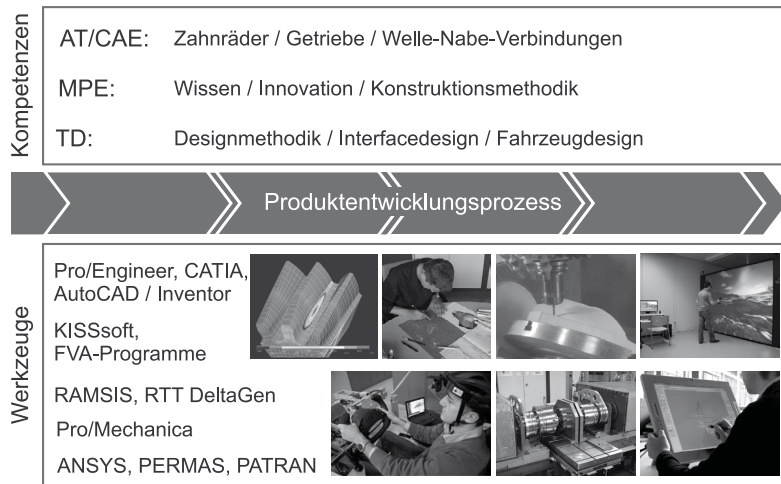 Kompetenzen
AT/CAE: Zahnräder / Getriebe / Welle-Nabe-Verbindungen
MPE: Wissen / Innovation / Konstruktionsmethodik
TD: Designmethodik / Interfacedesign / Fahrzeugdesign
Produktentwicklungsprozess
Werkzeuge
Pro/Engineer, CATIA,
AutoCAD / Inventor
KISSsoft,
FVA-Programme
RAMSIS, RTT DeltaGen
Pro/Mechanica
ANSYS, PERMAS, PATRAN